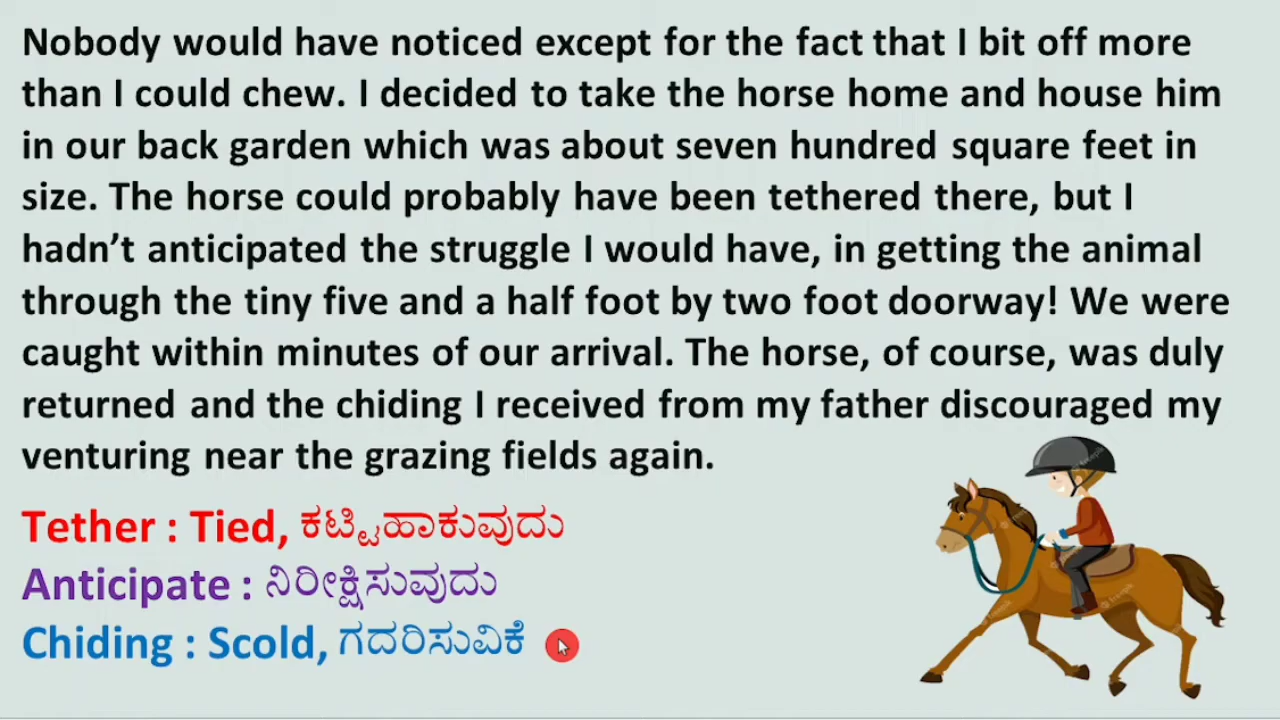 Nobody would have noticed except for the fact that I bit off more
than I could chew. I decided to take the horse home and house him
in our back garden which was about seven hundred square feet in
size. The horse could probably have been tethered there, but I
hadn’t anticipated the struggle I would have, in getting the animal
through the tiny five and a half foot by two foot doorway! We were
caught within minutes of our arrival. The horse, of course, was duly
returned and the chiding I received from my father discouraged my
venturing near the grazing fields again.
Tether : Tied, ಕಟ್ಟಿಹಾಕುವುದು
Anticipate : ನಿರೀಕ್ಷಿಸುವುದು
Chiding : Scold, ಗದರಿಸುವಿಕೆ